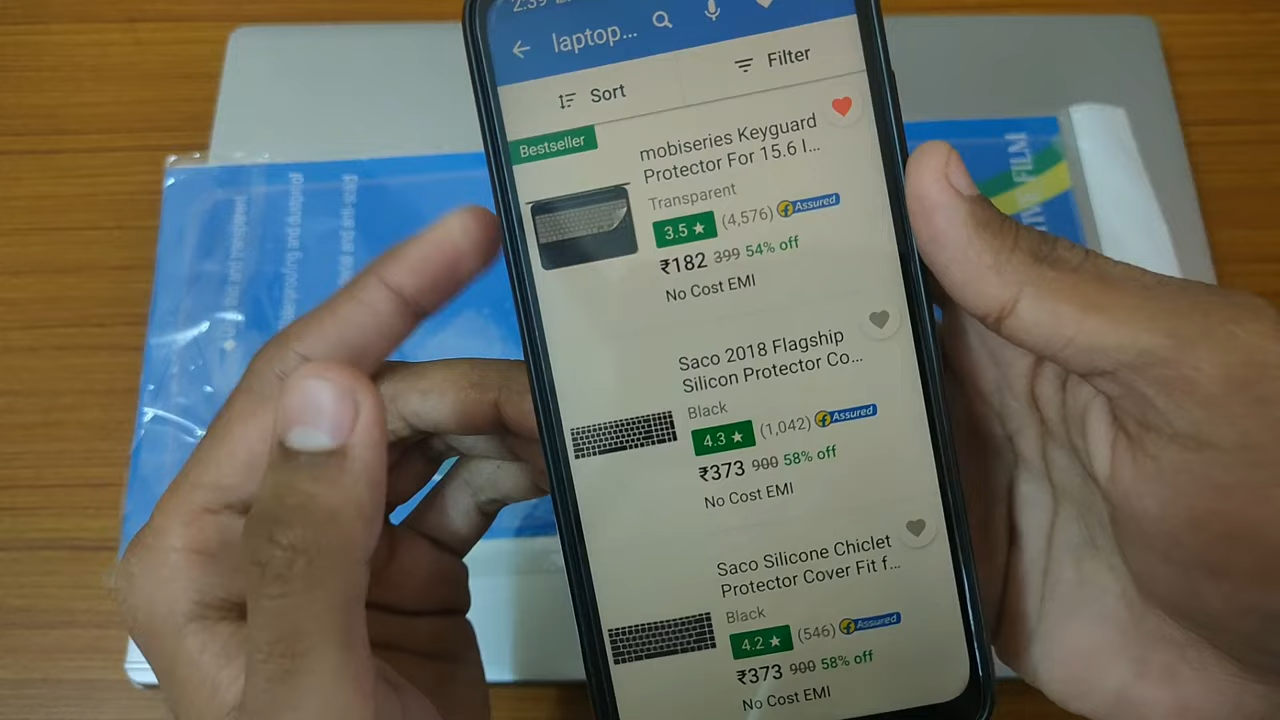 2:39
laptop...
Sort
Filter
Bestseller
mobiseries Keyguard
Protector For 15.6 I...
Transparent
3.5 ★ (4,576) Assured
₹182 399 54% off
No Cost EMI
Saco 2018 Flagship
Silicon Protector Co...
Black
4.3 ★ (1,042) Assured
₹373 900 58% off
No Cost EMI
Saco Silicone Chiclet
Protector Cover Fit f...
Black
4.2 ★ (546) Assured
₹373 900 58% off
No Cost EMI
FILM